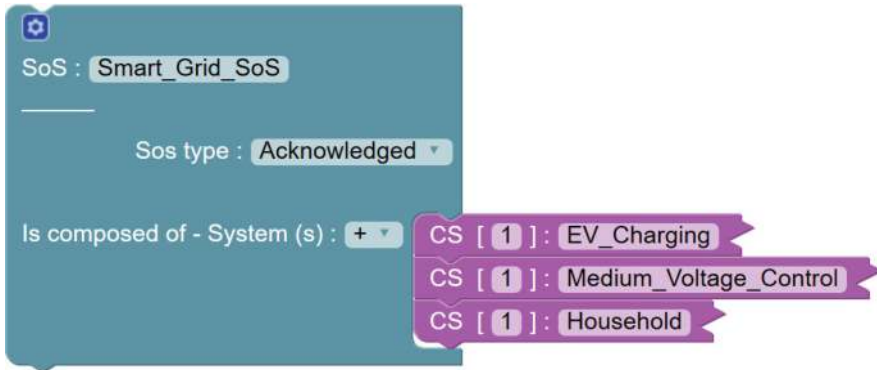 SoS : Smart_Grid_SoS
Sos type : Acknowledged
Is composed of - System (s) : + CS [ 1 ] : EV_Charging
CS [ 1 ] : Medium_Voltage_Control
CS [ 1 ] : Household